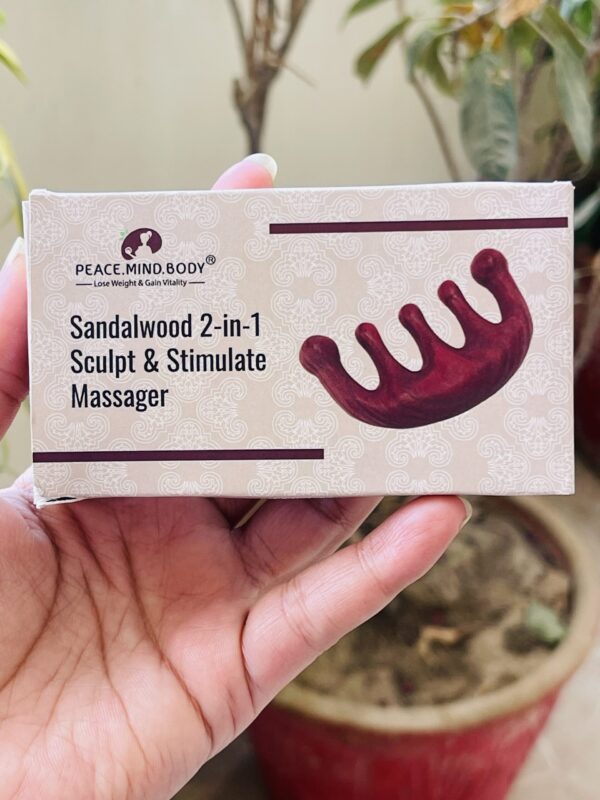 PEACE.MIND.BODY®
Lose Weight & Gain Vitality
Sandalwood 2-in-1
Sculpt & Stimulate
Massager